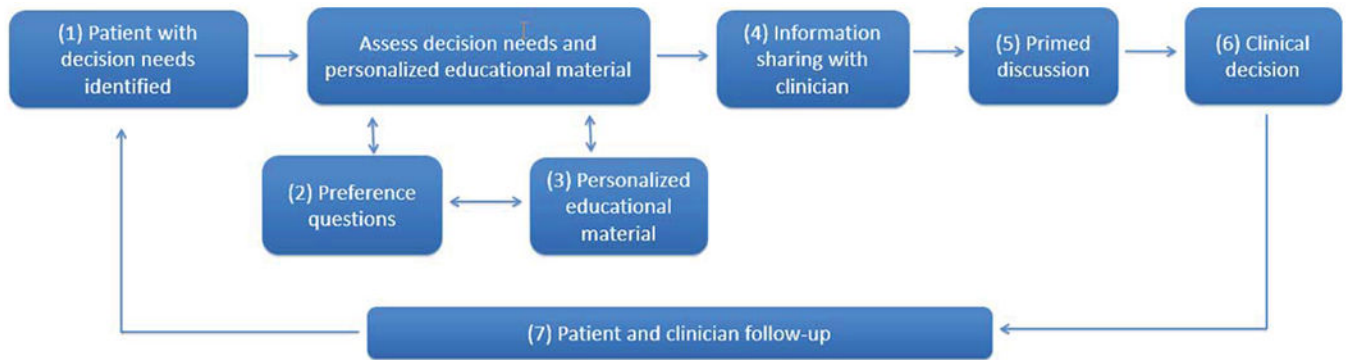 (1) Patient with
decision needs
identified
Assess decision needs and
personalized educational material
(4) Information
sharing with
clinician
(5) Primed
discussion
(6) Clinical
decision
(2) Preference
questions
(3) Personalized
educational
material
(7) Patient and clinician follow-up